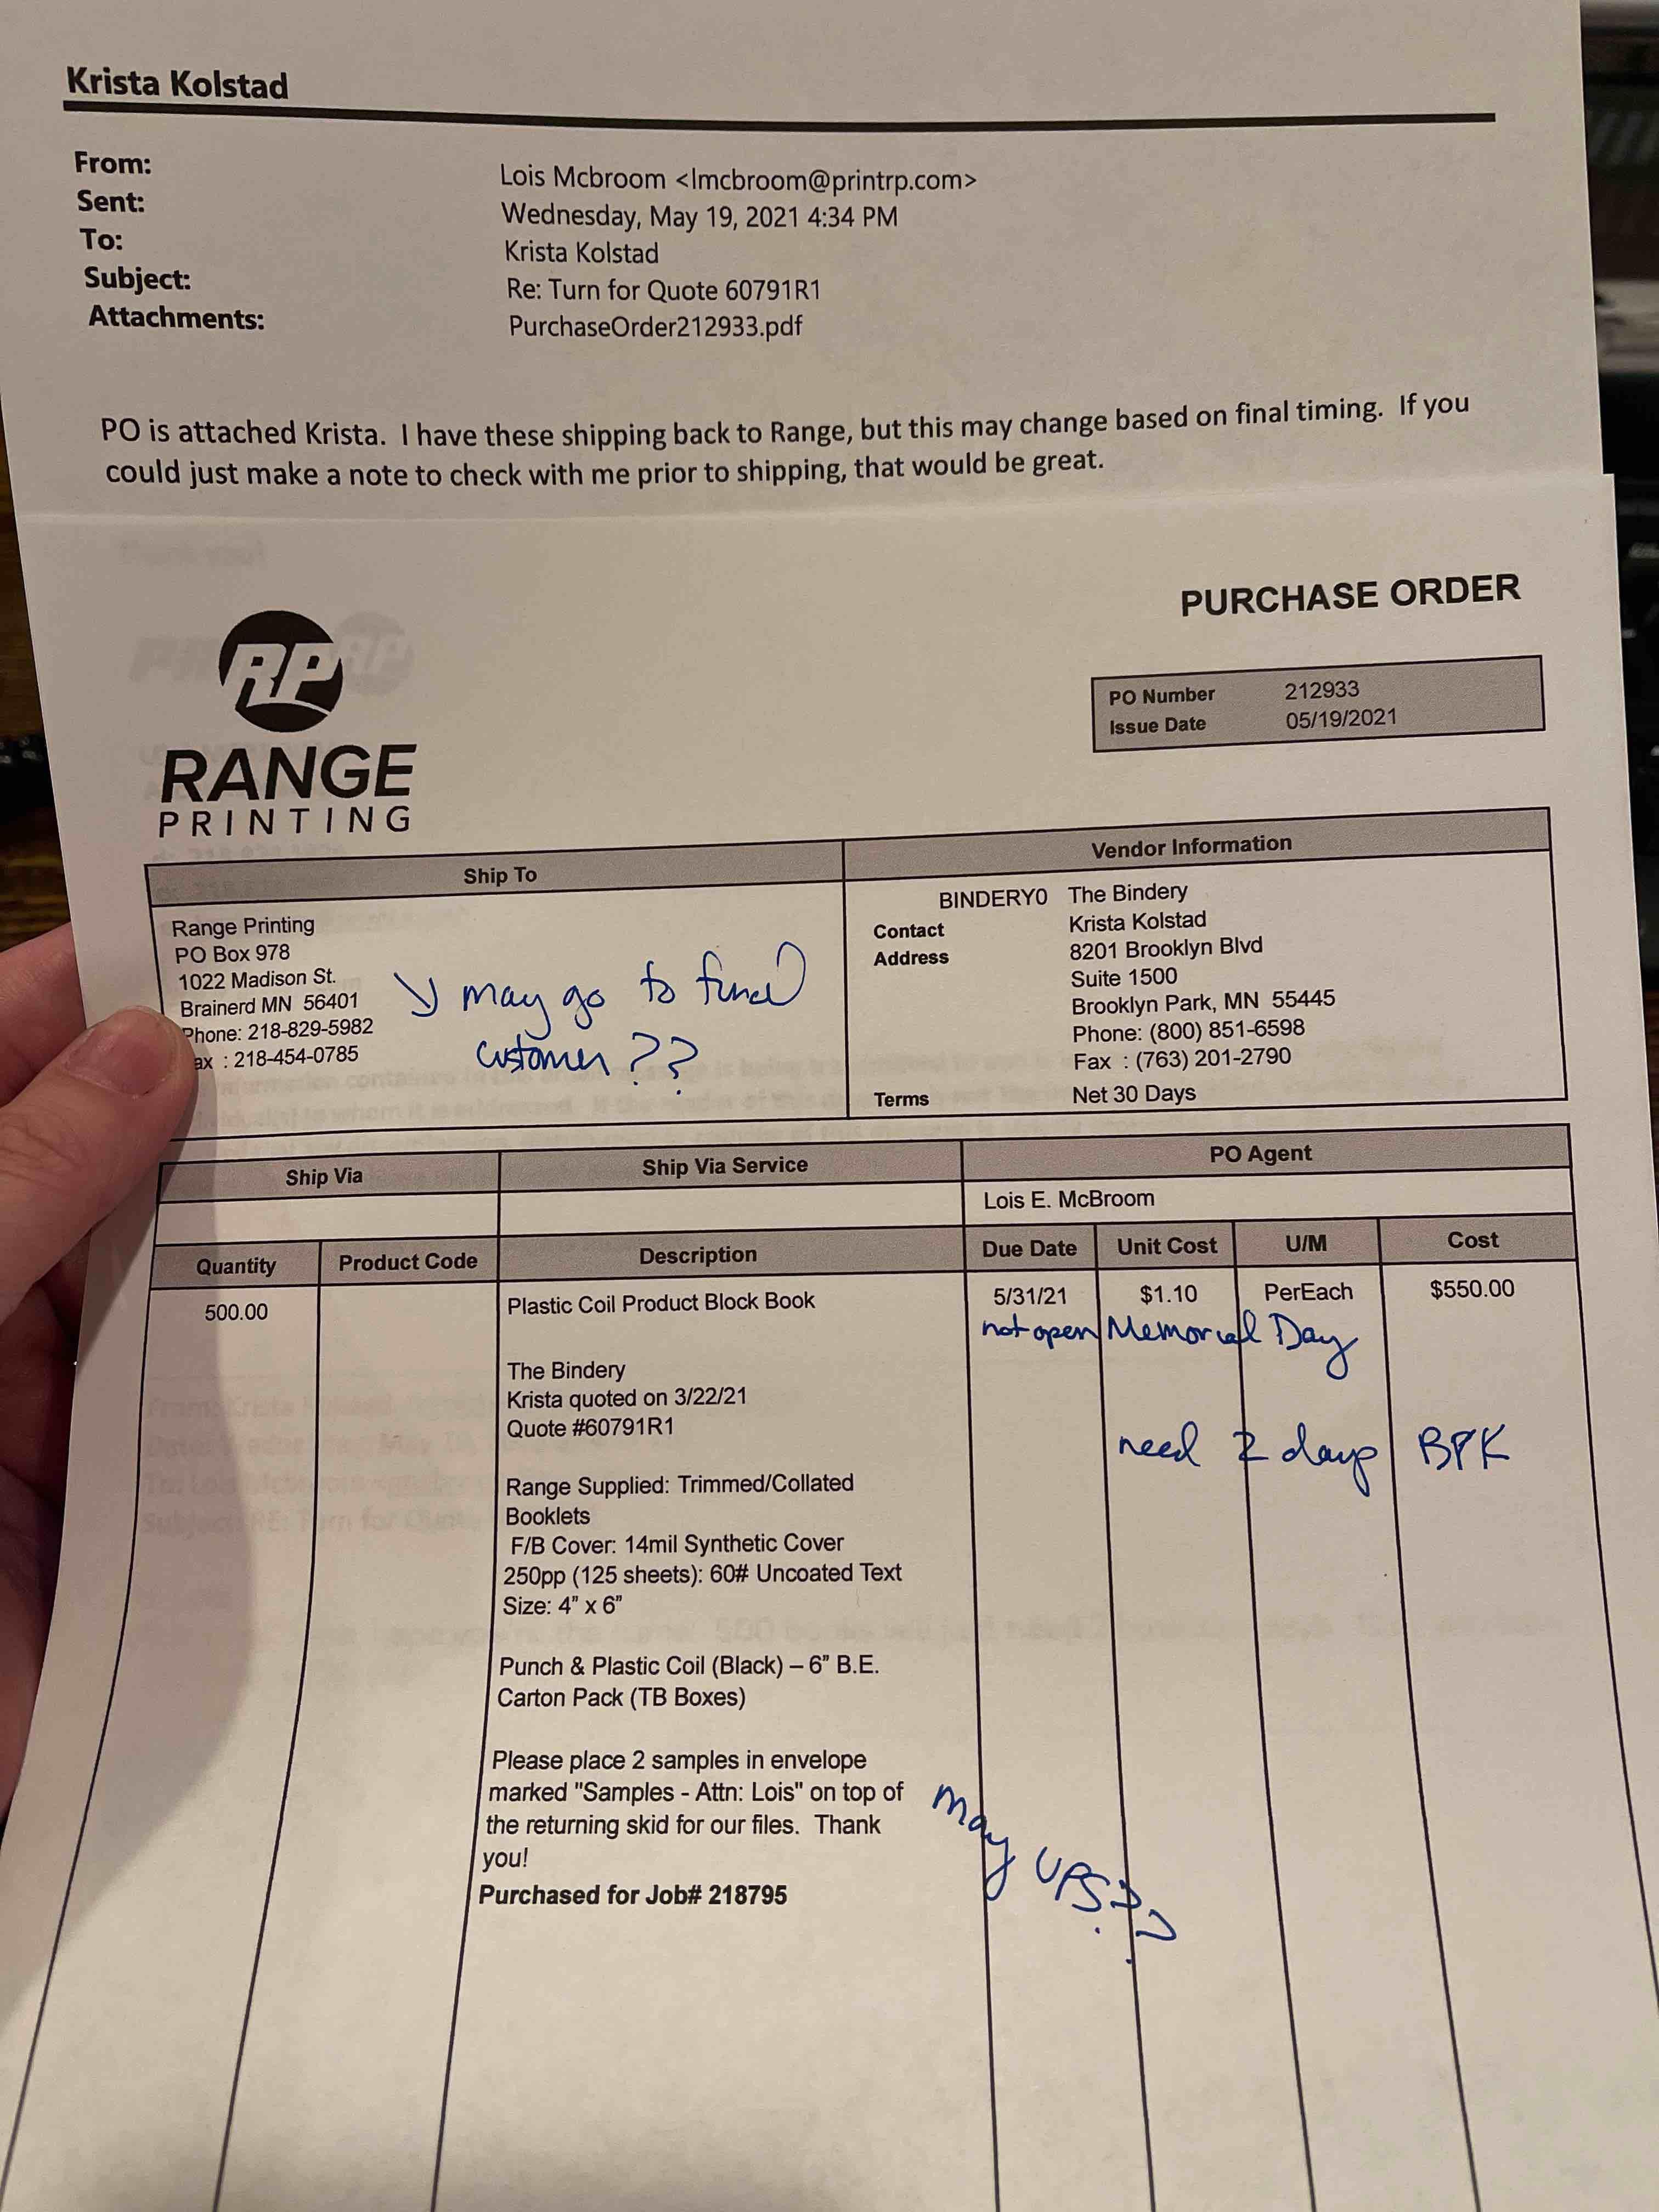 Krista Kolstad
From: Lois Mcbroom <lmcbroom@printrp.com>
Sent: Wednesday, May 19, 2021 4:34 PM
To: Krista Kolstad
Subject: Re: Turn for Quote 60791R1
Attachments: PurchaseOrder212933.pdf
PO is attached Krista. I have these shipping back to Range, but this may change based on final timing. If you
could just make a note to check with me prior to shipping, that would be great.
PURCHASE ORDER
RP
RANGE
PRINTING
PO Number 212933
Issue Date 05/19/2021
Ship To
Range Printing
PO Box 978
1022 Madison St.
Brainerd MN 56401
Phone: 218-829-5982
ax : 218-454-0785
may go to final
customer ??
Vendor Information
BINDERY0 The Bindery
Contact Krista Kolstad
Address 8201 Brooklyn Blvd
Suite 1500
Brooklyn Park, MN 55445
Phone: (800) 851-6598
Fax : (763) 201-2790
Terms Net 30 Days
Ship Via Ship Via Service PO Agent
Lois E. McBroom
Quantity Product Code Description Due Date Unit Cost U/M Cost
500.00 Plastic Coil Product Block Book 5/31/21 $1.10 PerEach $550.00
not open Memorial Day
The Bindery
Krista quoted on 3/22/21
Quote #60791R1
need 2 days BPK
Range Supplied: Trimmed/Collated
Booklets
F/B Cover: 14mil Synthetic Cover
250pp (125 sheets): 60# Uncoated Text
Size: 4” x 6”
Punch & Plastic Coil (Black) – 6” B.E.
Carton Pack (TB Boxes)
Please place 2 samples in envelope
marked "Samples - Attn: Lois" on top of
the returning skid for our files. Thank
you!
Purchased for Job# 218795
may UPS??